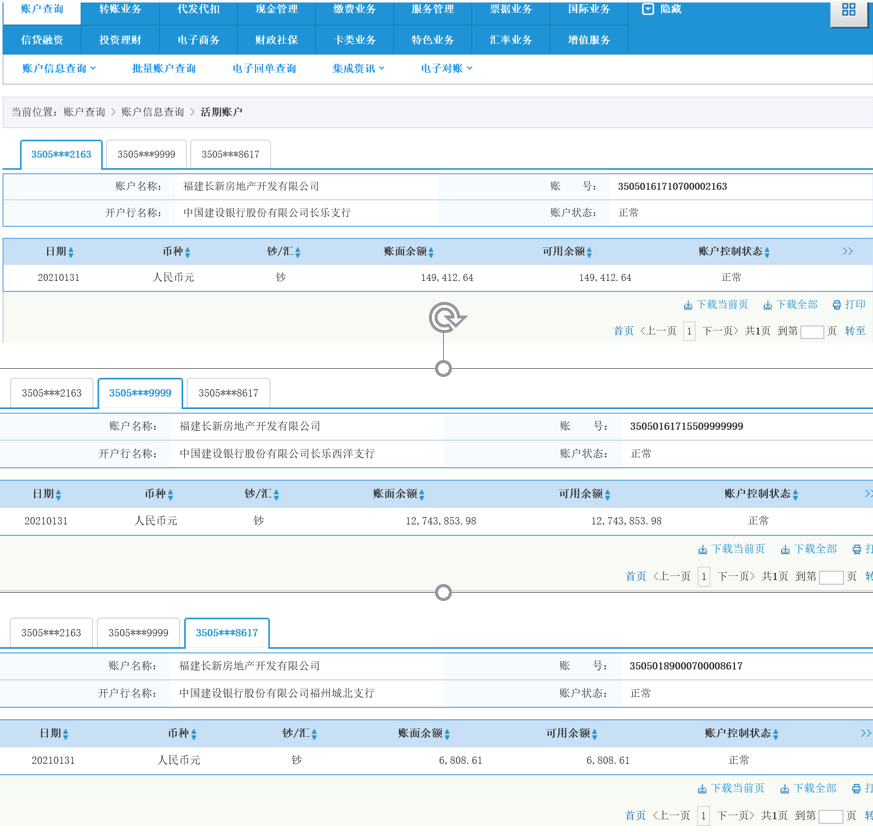 账户查询 转账业务 代发代扣 现金管理 缴费业务 服务管理 票据业务 国际业务 隐藏
信贷融资 投资理财 电子商务 财政社保 卡类业务 特色业务 汇率业务 增值服务
账户信息查询 批量账户查询 电子回单查询 集成资讯 电子对账
当前位置: 账户查询 > 账户信息查询 > 活期账户
3505***2163 3505***9999 3505***8617
账户名称: 福建长新房地产开发有限公司 账 号: 35050161710700002163
开户行名称: 中国建设银行股份有限公司长乐支行 账户状态: 正常
日期 币种 钞/汇 账面余额 可用余额 账户控制状态 >>
20210131 人民币元 钞 149,412.64 149,412.64 正常
下载当前页 下载全部 打印
首页 <上一页 1 下一页> 共1页 到第 页 转至
3505***2163 3505***9999 3505***8617
账户名称: 福建长新房地产开发有限公司 账 号: 35050161715509999999
开户行名称: 中国建设银行股份有限公司长乐西洋支行 账户状态: 正常
日期 币种 钞/汇 账面余额 可用余额 账户控制状态 >>
20210131 人民币元 钞 12,743,853.98 12,743,853.98 正常
下载当前页 下载全部 打
首页 <上一页 1 下一页> 共1页 到第 页 转
3505***2163 3505***9999 3505***8617
账户名称: 福建长新房地产开发有限公司 账 号: 35050189000700008617
开户行名称: 中国建设银行股份有限公司福州城北支行 账户状态: 正常
日期 币种 钞/汇 账面余额 可用余额 账户控制状态 >>
20210131 人民币元 钞 6,808.61 6,808.61 正常
下载当前页 下载全部 打
首页 <上一页 1 下一页> 共1页 到第 页 转